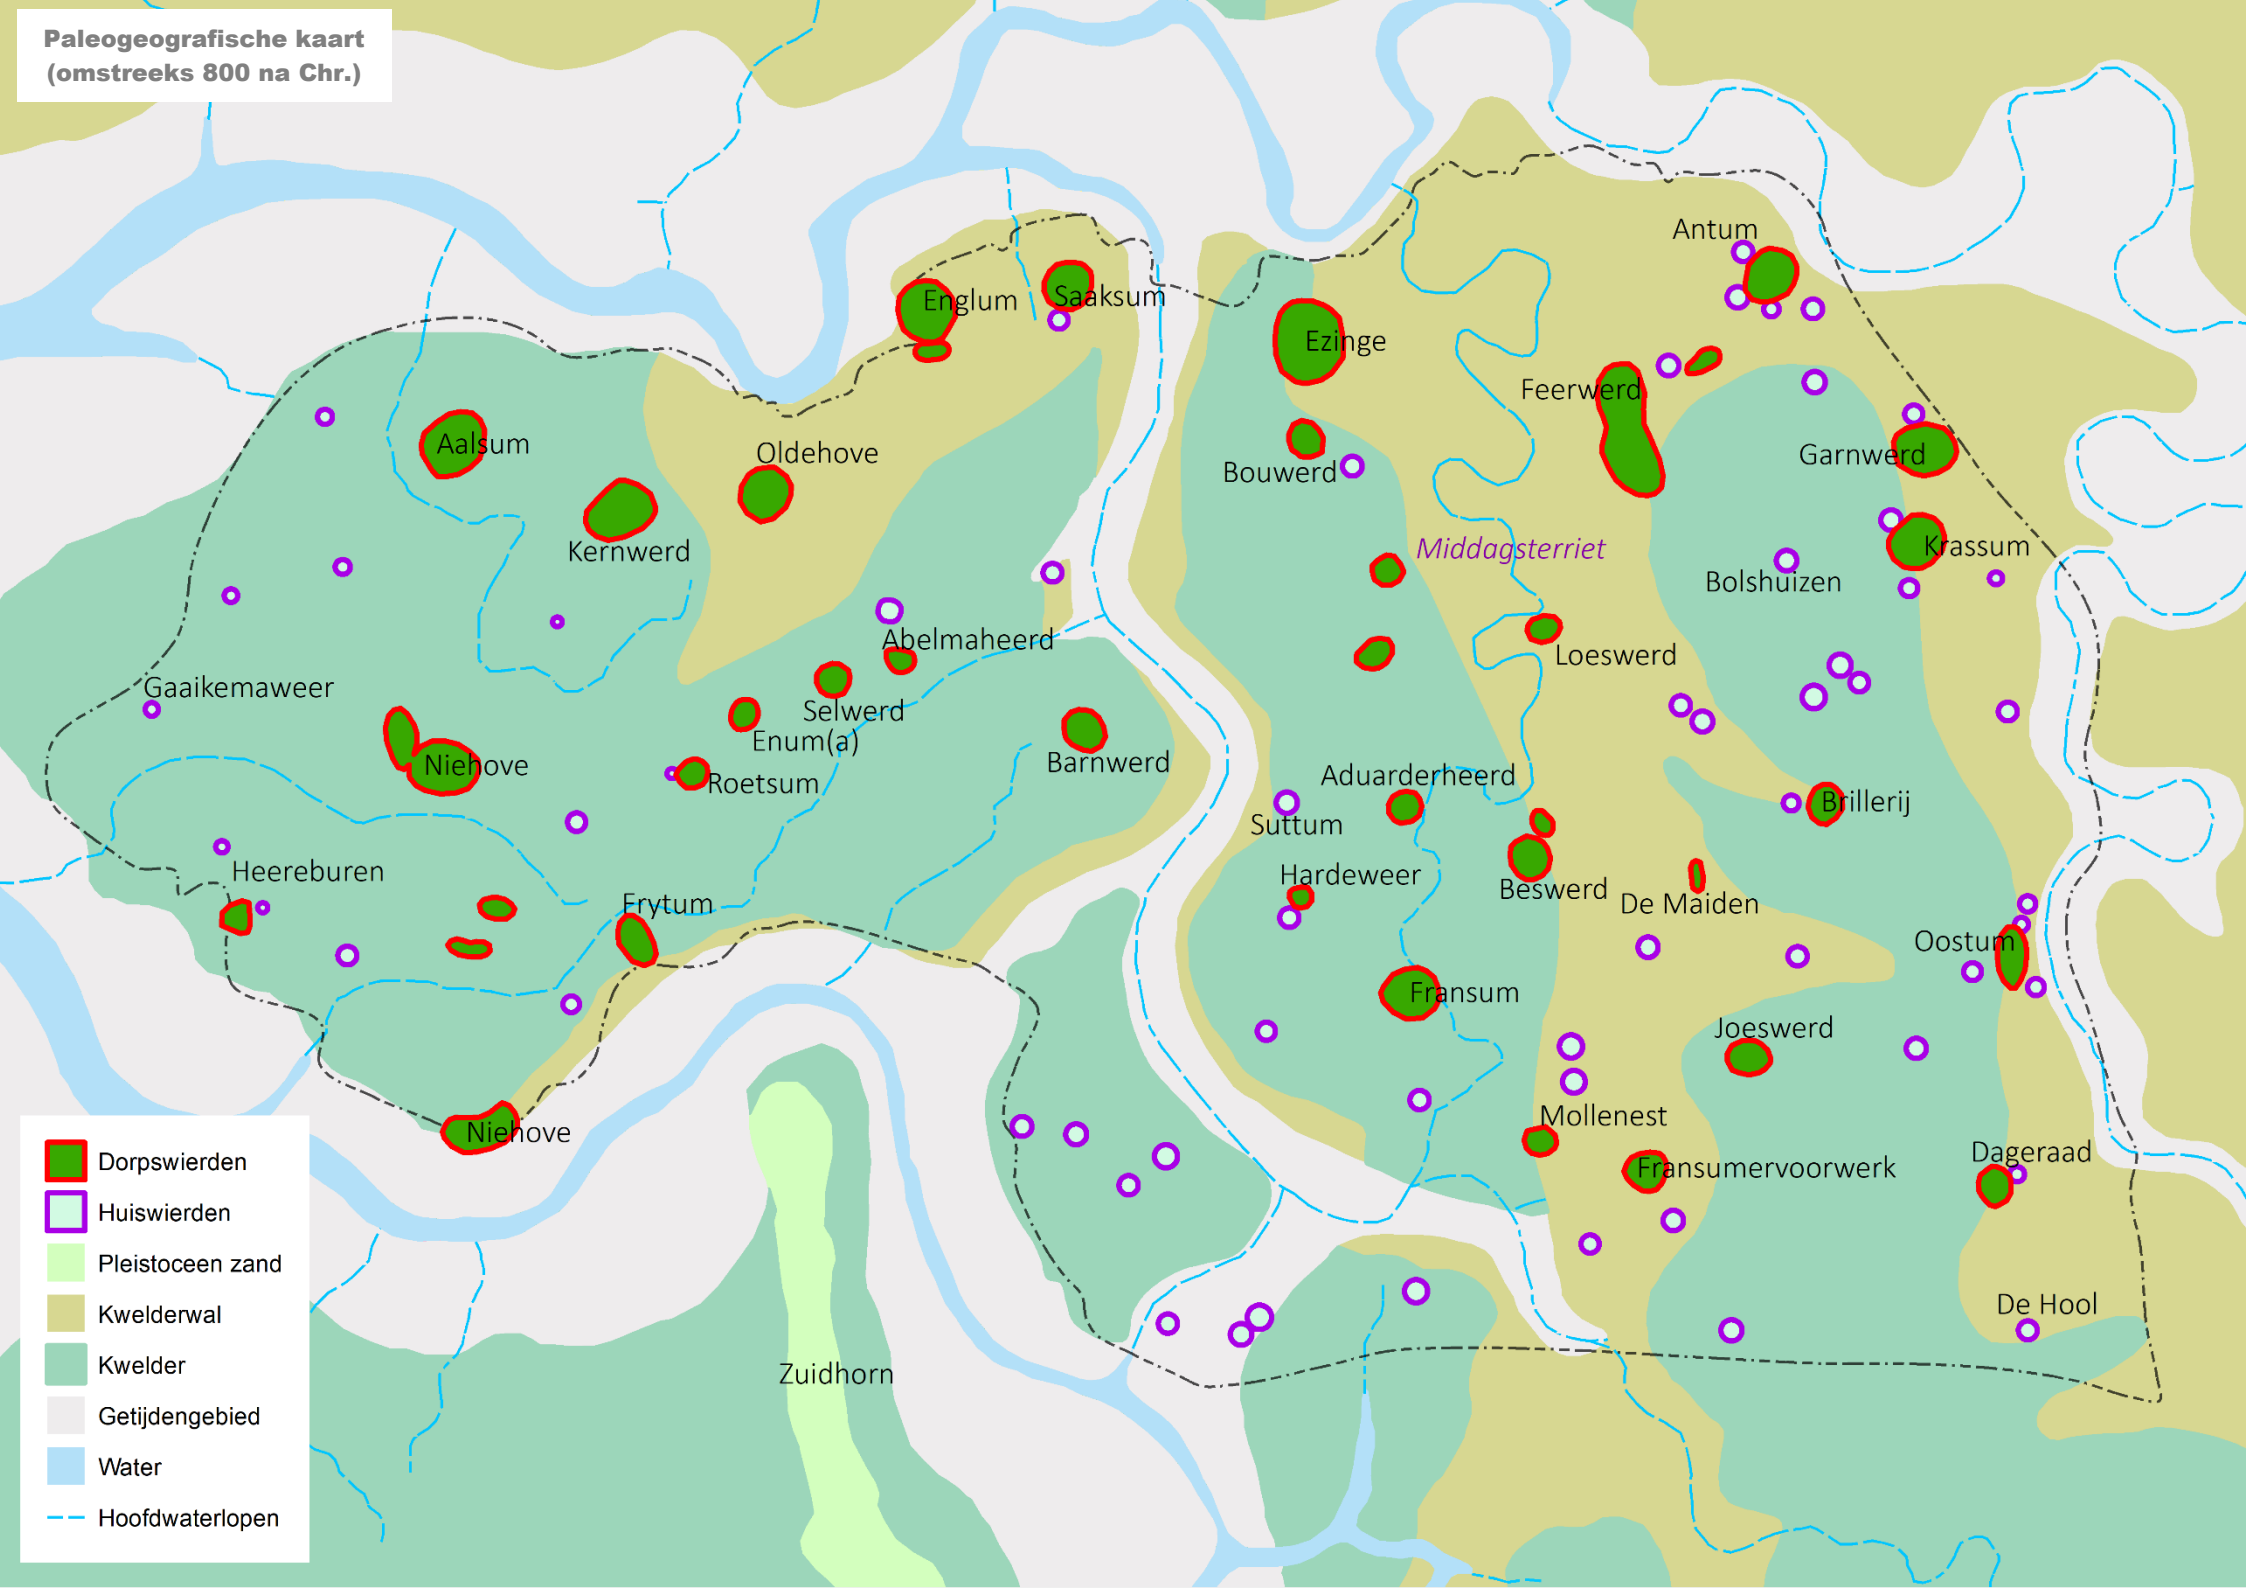 Paleogeografische kaart
(omstreeks 800 na Chr.)
Antum
Englum
Saaksum
Ezinge
Feerwerd
Aalsum
Oldehove
Garnwerd
Bouwerd
Kernwerd
Middagsterriet
Krassum
Bolshuizen
Abelmaheerd
Loeswerd
Gaaikemaweer
Selwerd
Enum(a)
Niehove
Barnwerd
Roetsum
Aduarderheerd
Brillerij
Suttum
Heereburen
Hardeweer
Beswerd
Frytum
De Maiden
Oostum
Fransum
Joeswerd
Mollenest
Niehove
Dageraad
Fransumervoorwerk
De Hool
Zuidhorn
Dorpswierden
Huiswierden
Pleistoceen zand
Kwelderwal
Kwelder
Getijdengebied
Water
Hoofdwaterlopen